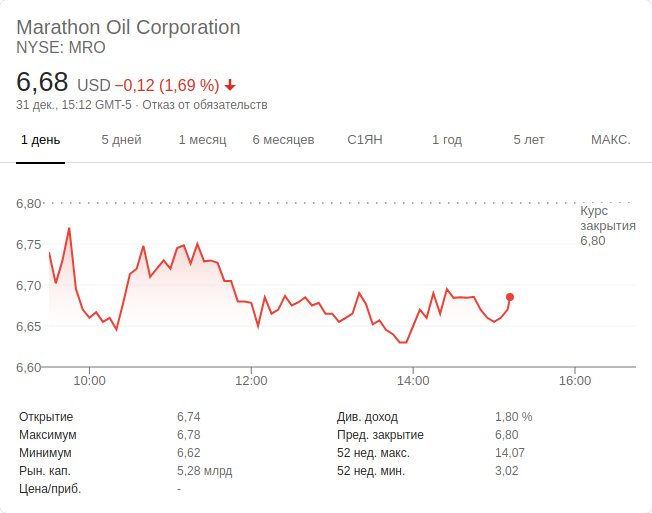 Marathon Oil Corporation
NYSE: MRO
6,68 USD −0,12 (1,69 %)
31 дек., 15:12 GMT-5 · Отказ от обязательств
1 день 5 дней 1 месяц 6 месяцев С1ЯН 1 год 5 лет МАКС.
6,80
Курс
закрытия
6,80
6,75
6,70
6,65
6,60
10:00 12:00 14:00 16:00
Открытие 6,74 Див. доход 1,80 %
Максимум 6,78 Пред. закрытие 6,80
Минимум 6,62 52 нед. макс. 14,07
Рын. кап. 5,28 млрд 52 нед. мин. 3,02
Цена/приб. -